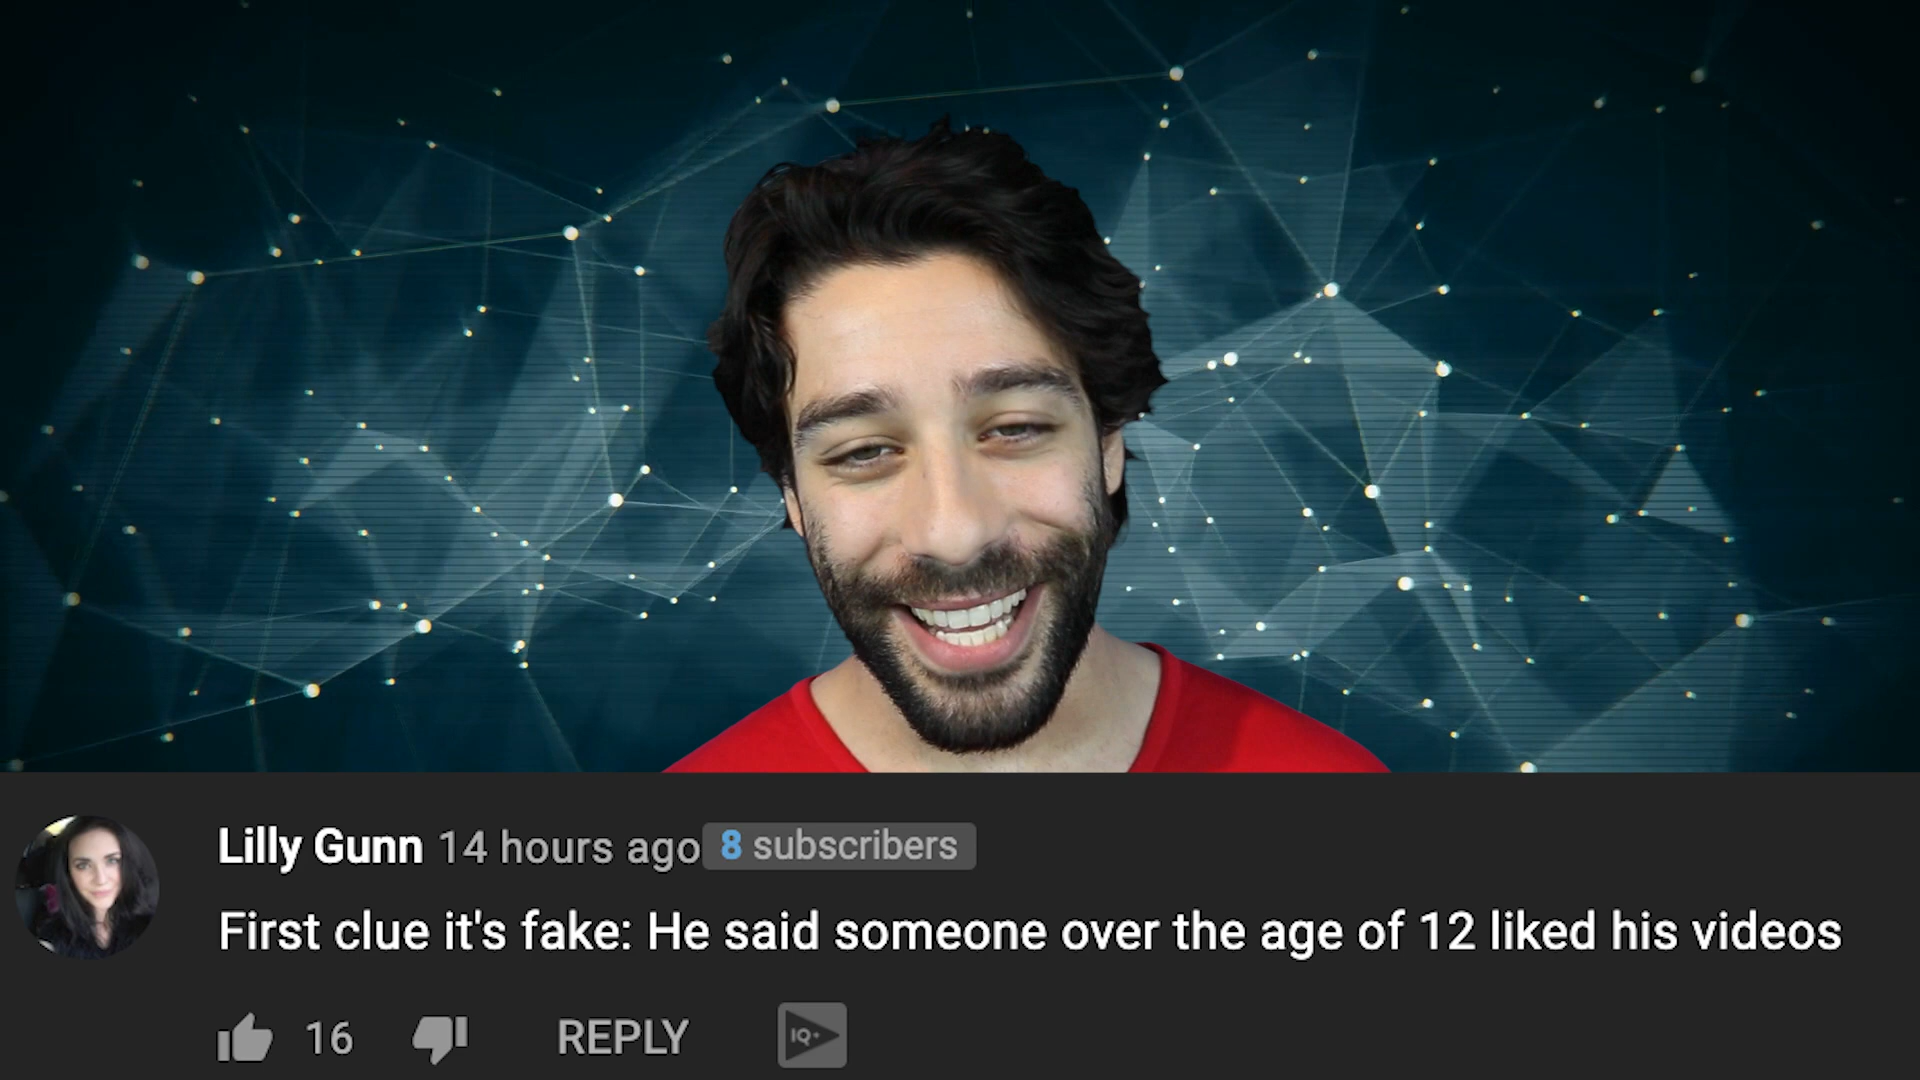 Lilly Gunn 14 hours ago 8 subscribers
First clue it's fake: He said someone over the age of 12 liked his videos
16 REPLY IQ+